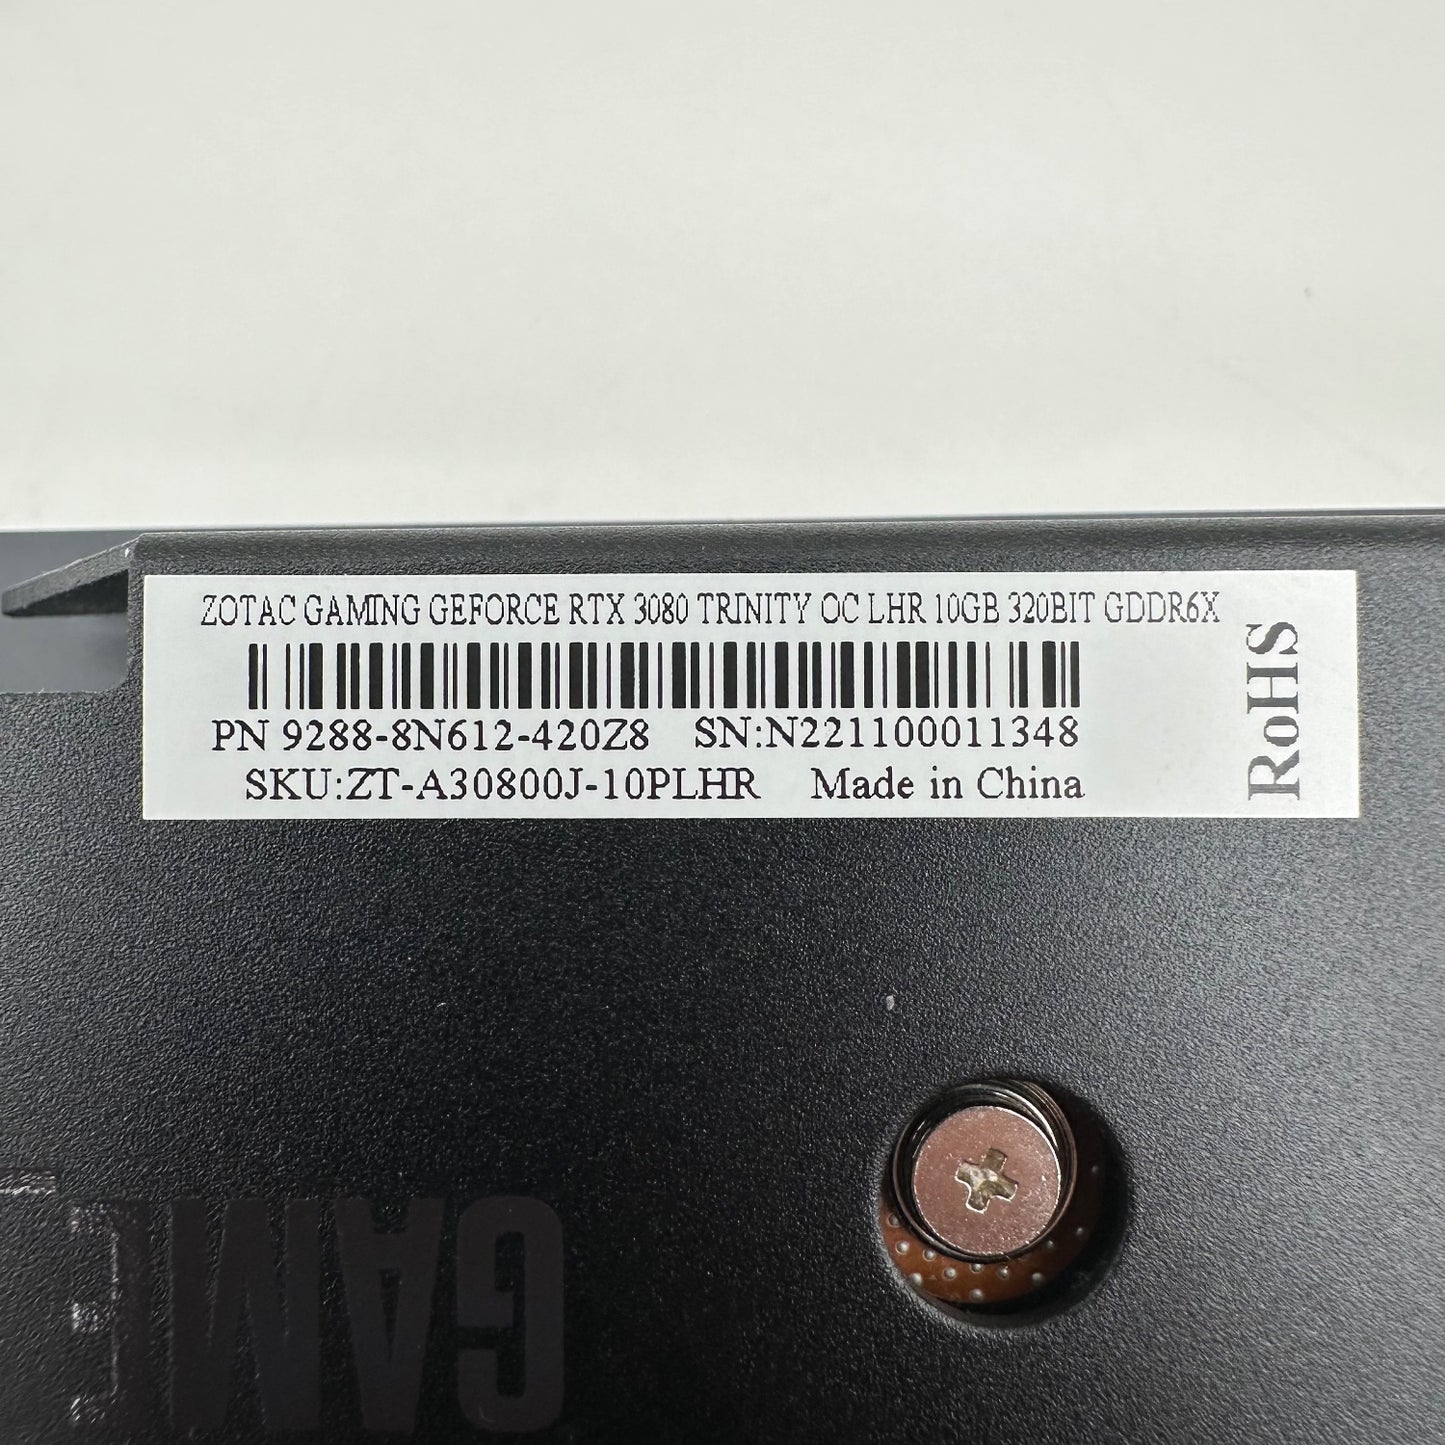 ZOTAC GAMING GEFORCE RTX 3080 TRINITY OC LHR 10GB 320BIT GDDR6X
PN 9288-8N612-420Z8 SN:N221100011348
SKU:ZT-A30800J-10PLHR Made in China
RoHS
GAME